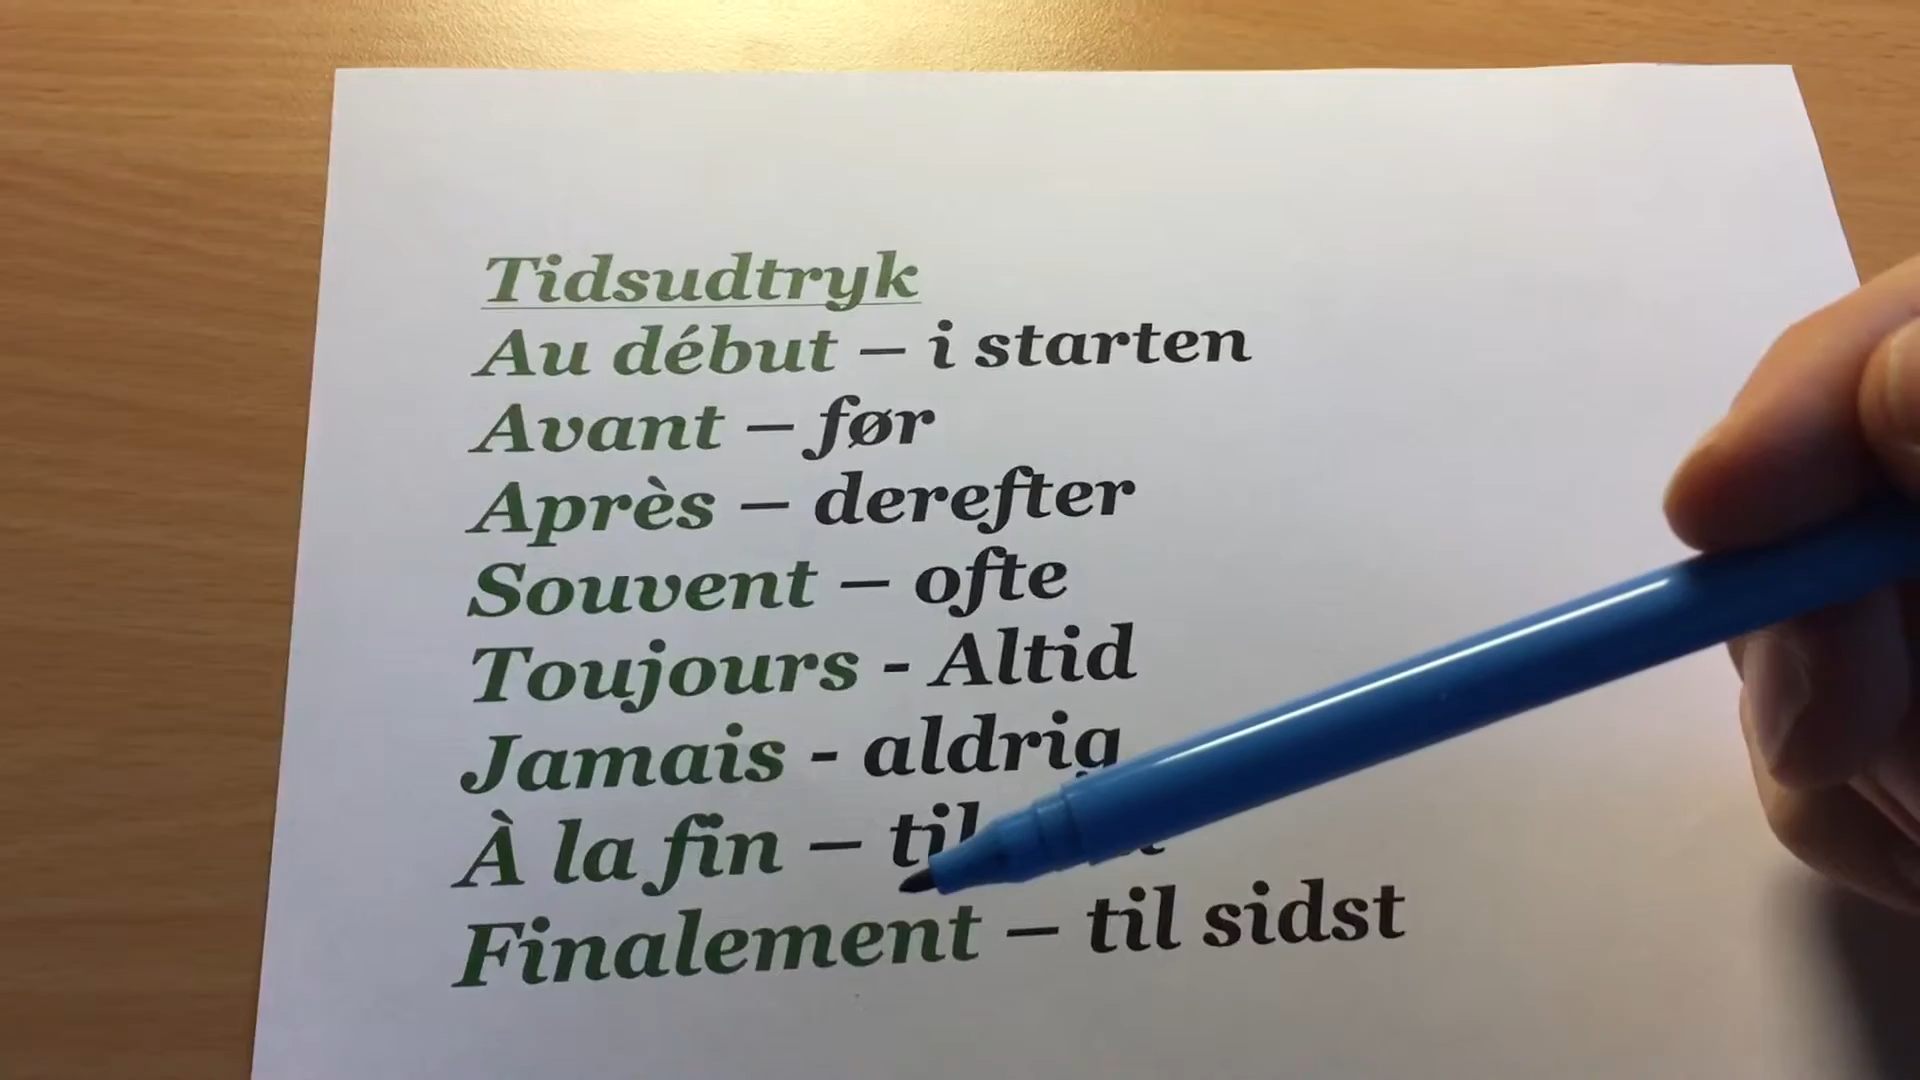 Tidsudtryk
Au début – i starten
Avant – før
Après – derefter
Souvent – ofte
Toujours - Altid
Jamais - aldrig
À la fin – til
Finalement – til sidst